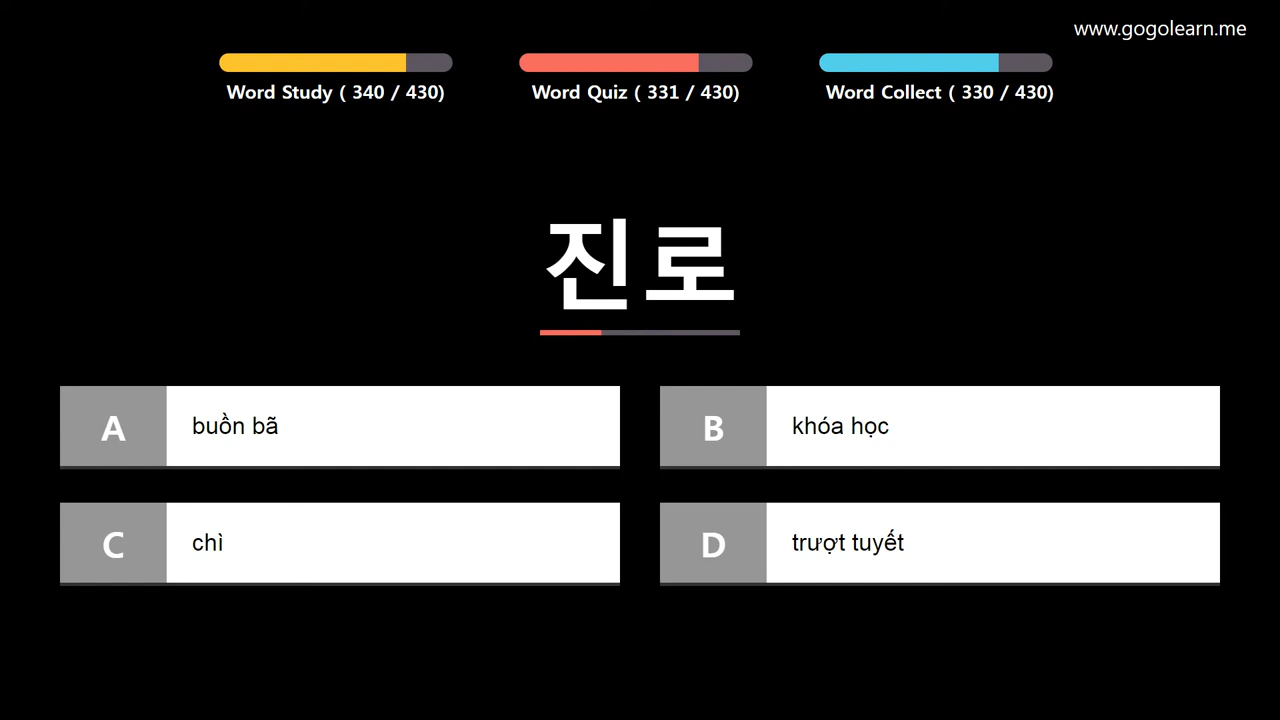 www.gogolearn.me
Word Study ( 340 / 430)
Word Quiz ( 331 / 430)
Word Collect ( 330 / 430)
진로
A buồn bã
B khóa học
C chì
D trượt tuyết